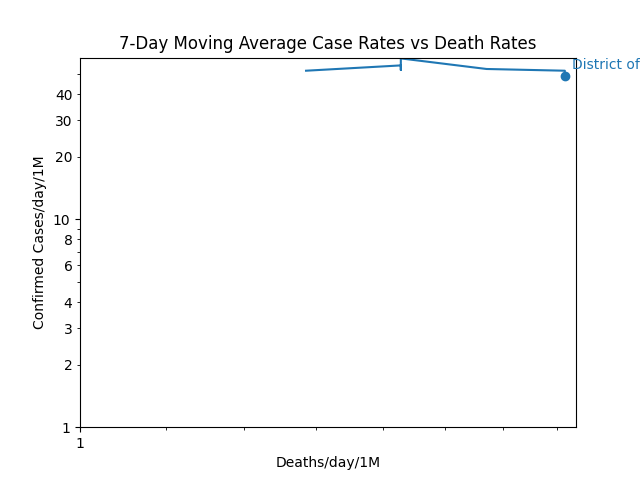 7-Day Moving Average Case Rates vs Death Rates
District of
Confirmed Cases/day/1M
40
30
20
10
8
6
4
3
2
1
1
Deaths/day/1M